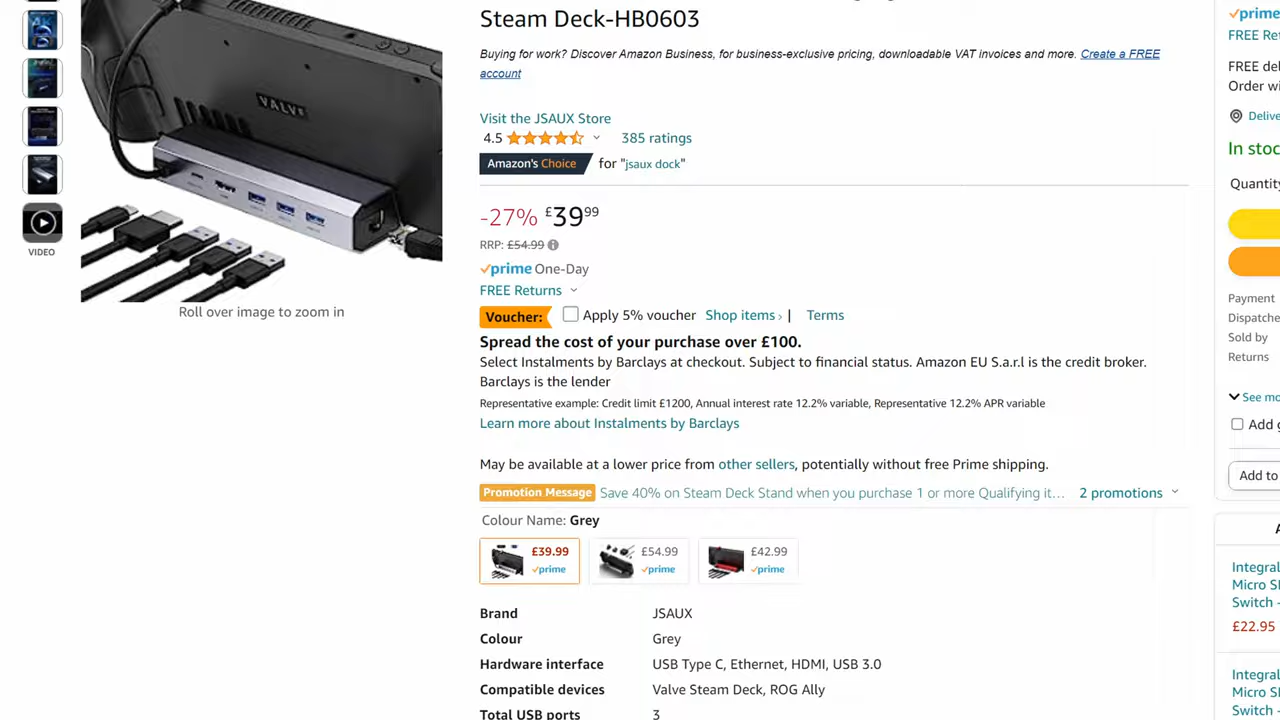 Steam Deck-HB0603
Buying for work? Discover Amazon Business, for business-exclusive pricing, downloadable VAT invoices and more. Create a FREE
account
Visit the JSAUX Store
4.5
385 ratings
Amazon's Choice for "jsaux dock"
-27% £39⁹⁹
RRP: £54.99
prime One-Day
FREE Returns
Voucher: Apply 5% voucher Shop items › | Terms
Spread the cost of your purchase over £100.
Select Instalments by Barclays at checkout. Subject to financial status. Amazon EU S.a.r.l is the credit broker.
Barclays is the lender
Representative example: Credit limit £1200, Annual interest rate 12.2% variable, Representative 12.2% APR variable
Learn more about Instalments by Barclays
May be available at a lower price from other sellers, potentially without free Prime shipping.
Promotion Message Save 40% on Steam Deck Stand when you purchase 1 or more Qualifying it… 2 promotions
Colour Name: Grey
£39.99
prime
£54.99
prime
£42.99
prime
Brand JSAUX
Colour Grey
Hardware interface USB Type C, Ethernet, HDMI, USB 3.0
Compatible devices Valve Steam Deck, ROG Ally
Total USB ports 3
VALVE
VIDEO
Roll over image to zoom in
prime
FREE Ret
FREE del
Order wi
Delive
In stoc
Quantity
Payment
Dispatche
Sold by
Returns
See mo
Add g
Add to
Integral
Micro SI
Switch -
£22.95
Integral
Micro SI
Switch -